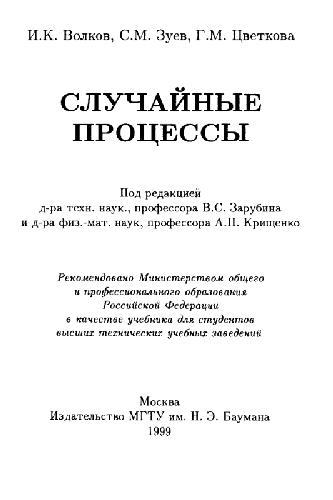 И.К. Волков, С.М. Зуев, Г.М. Цветкова
СЛУЧАЙНЫЕ
ПРОЦЕССЫ
Под редакцией
д-ра техн. наук., профессора В.С. Зарубина
и д-ра физ.-мат. наук, профессора А.П. Крищенко
Рекомендовано Министерством общего
и профессионального образования
Российской Федерации
в качестве учебника для студентов
высших технических учебных заведений
Москва
Издательство МГТУ им. Н. Э. Баумана
1999